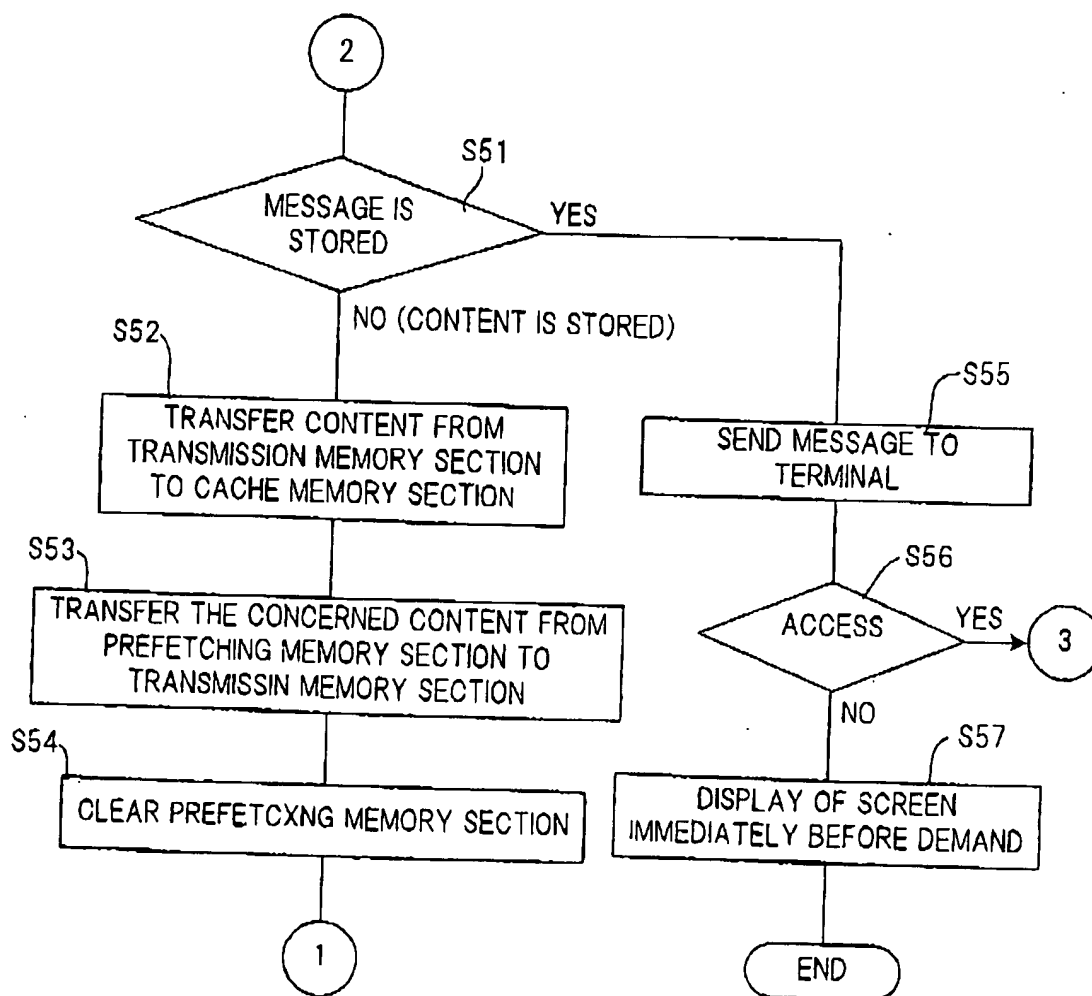 2
S51
MESSAGE IS
STORED
YES
NO (CONTENT IS STORED)
S52
TRANSFER CONTENT FROM
TRANSMISSION MEMORY SECTION
TO CACHE MEMORY SECTION
S53
TRANSFER THE CONCERNED CONTENT FROM
PREFETCHING MEMORY SECTION TO
TRANSMISSIN MEMORY SECTION
S54
CLEAR PREFETCXNG MEMORY SECTION
1
S55
SEND MESSAGE TO
TERMINAL
S56
ACCESS
YES
3
NO
S57
DISPLAY OF SCREEN
IMMEDIATELY BEFORE DEMAND
END